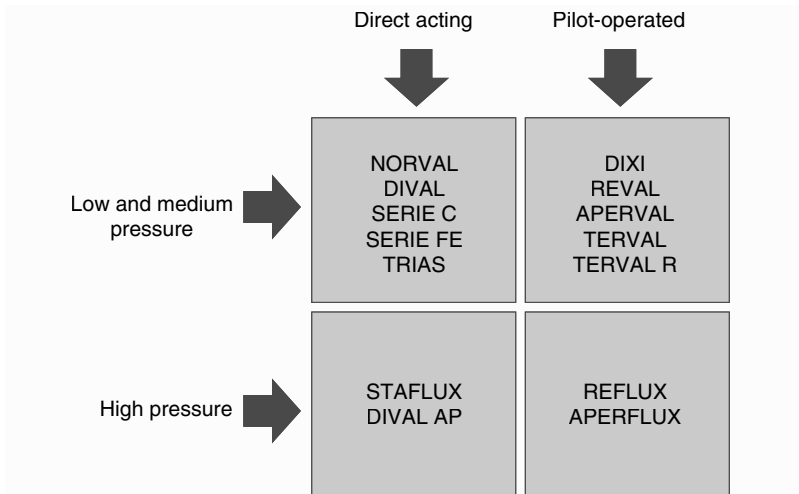 Direct acting
Pilot-operated
Low and medium
pressure
NORVAL
DIVAL
SERIE C
SERIE FE
TRIAS
DIXI
REVAL
APERVAL
TERVAL
TERVAL R
High pressure
STAFLUX
DIVAL AP
REFLUX
APERFLUX